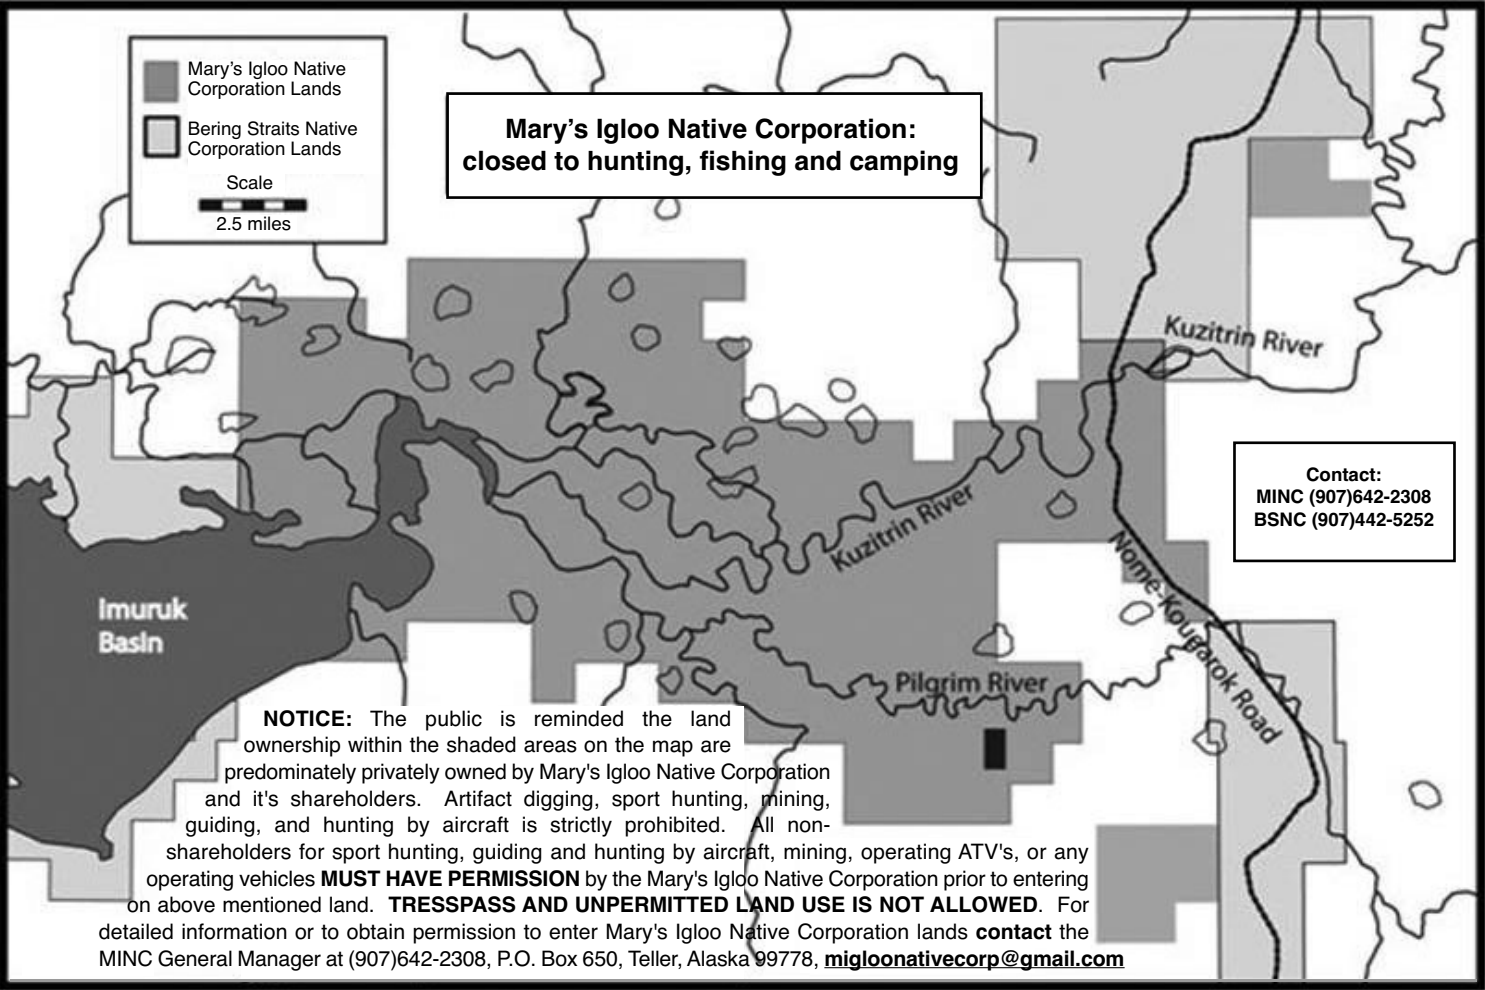 Mary's Igloo Native
Corporation Lands
Bering Straits Native
Corporation Lands
Scale
2.5 miles
Mary's Igloo Native Corporation:
closed to hunting, fishing and camping
Kuzitrin River
Contact:
MINC (907)642-2308
BSNC (907)442-5252
Kuzitrin River
Nome-Kougarok Road
Imuruk
Basin
Pilgrim River
NOTICE: The public is reminded the land
ownership within the shaded areas on the map are
predominately privately owned by Mary's Igloo Native Corporation
and it's shareholders. Artifact digging, sport hunting, mining,
guiding, and hunting by aircraft is strictly prohibited. All non-
shareholders for sport hunting, guiding and hunting by aircraft, mining, operating ATV's, or any
operating vehicles MUST HAVE PERMISSION by the Mary's Igloo Native Corporation prior to entering
on above mentioned land. TRESSPASS AND UNPERMITTED LAND USE IS NOT ALLOWED. For
detailed information or to obtain permission to enter Mary's Igloo Native Corporation lands contact the
MINC General Manager at (907)642-2308, P.O. Box 650, Teller, Alaska 99778, migloonativecorp@gmail.com